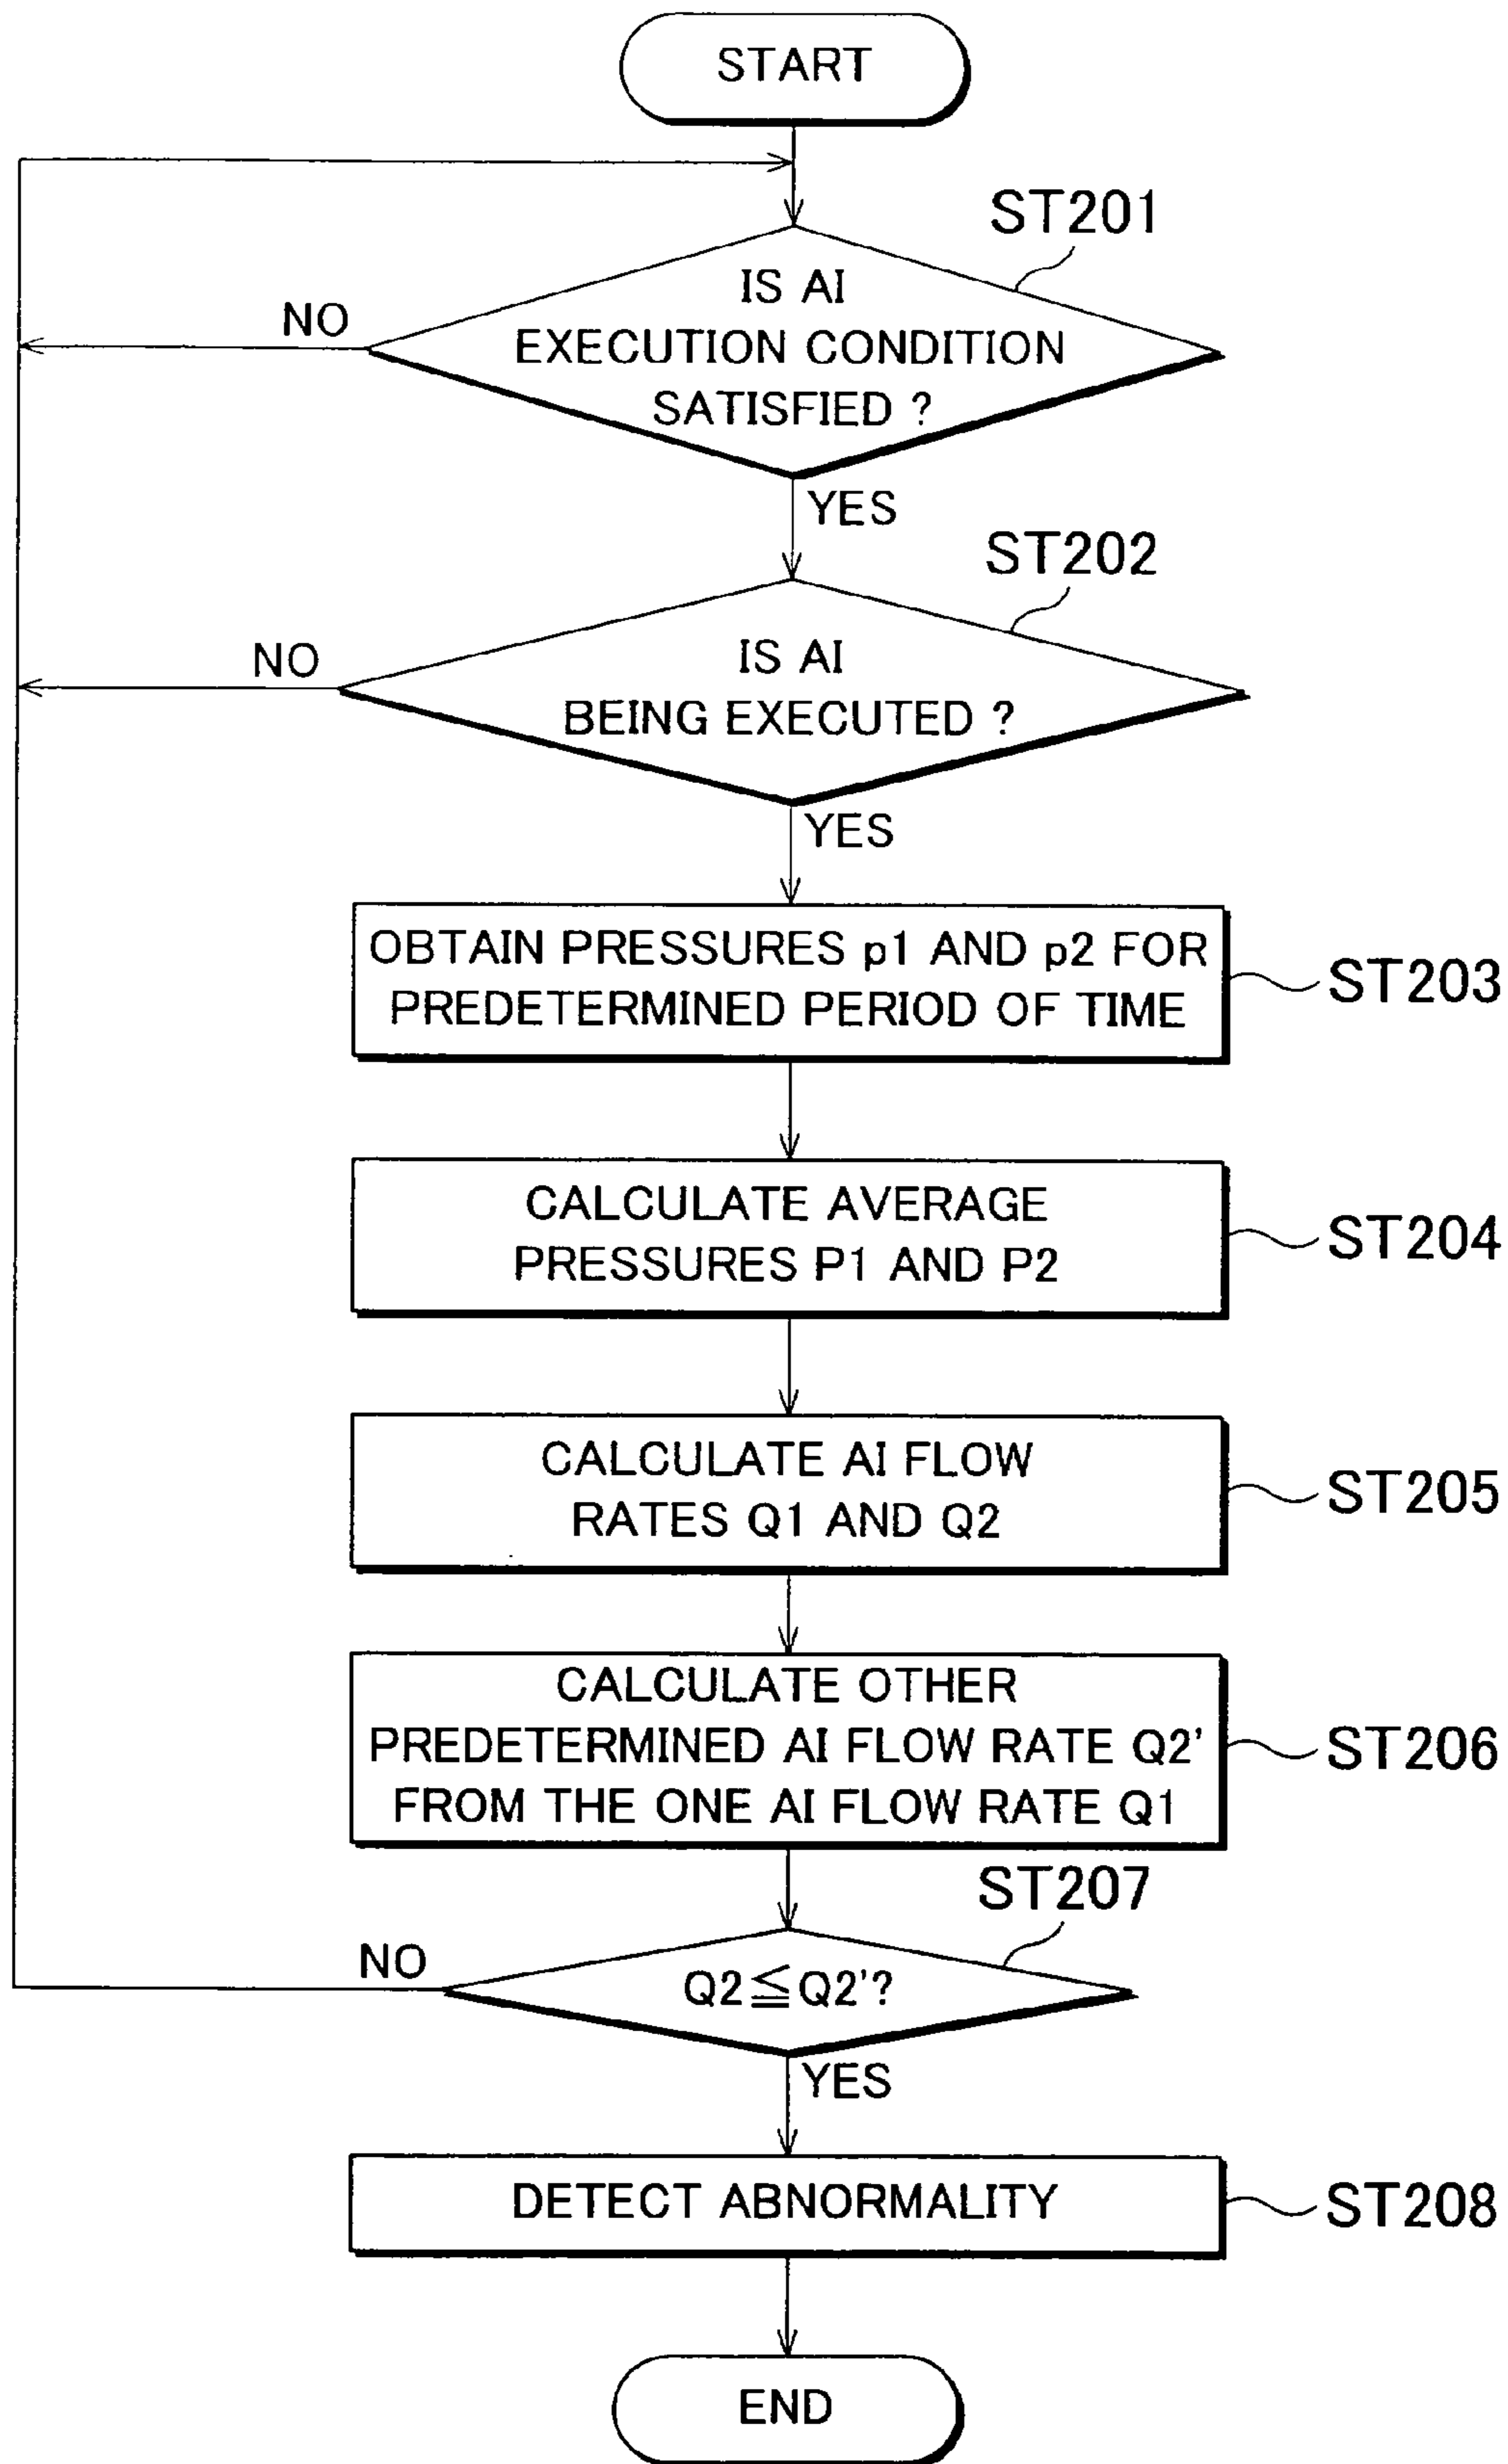 START
ST201
IS AI
EXECUTION CONDITION
SATISFIED ?
NO
YES
ST202
IS AI
BEING EXECUTED ?
NO
YES
OBTAIN PRESSURES p1 AND p2 FOR
PREDETERMINED PERIOD OF TIME
ST203
CALCULATE AVERAGE
PRESSURES P1 AND P2
ST204
CALCULATE AI FLOW
RATES Q1 AND Q2
ST205
CALCULATE OTHER
PREDETERMINED AI FLOW RATE Q2'
FROM THE ONE AI FLOW RATE Q1
ST206
ST207
NO
Q2≦Q2'?
YES
DETECT ABNORMALITY
ST208
END